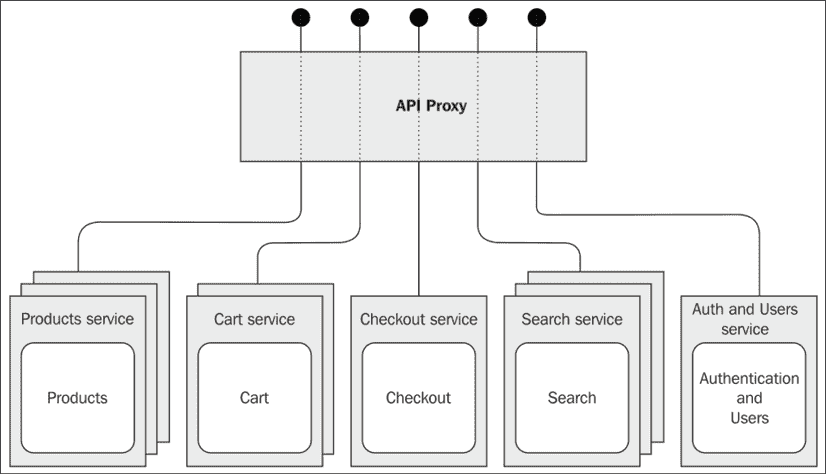 API Proxy
Products service
Cart service
Checkout service
Search service
Auth and Users
service
Products
Cart
Checkout
Search
Authentication
and
Users